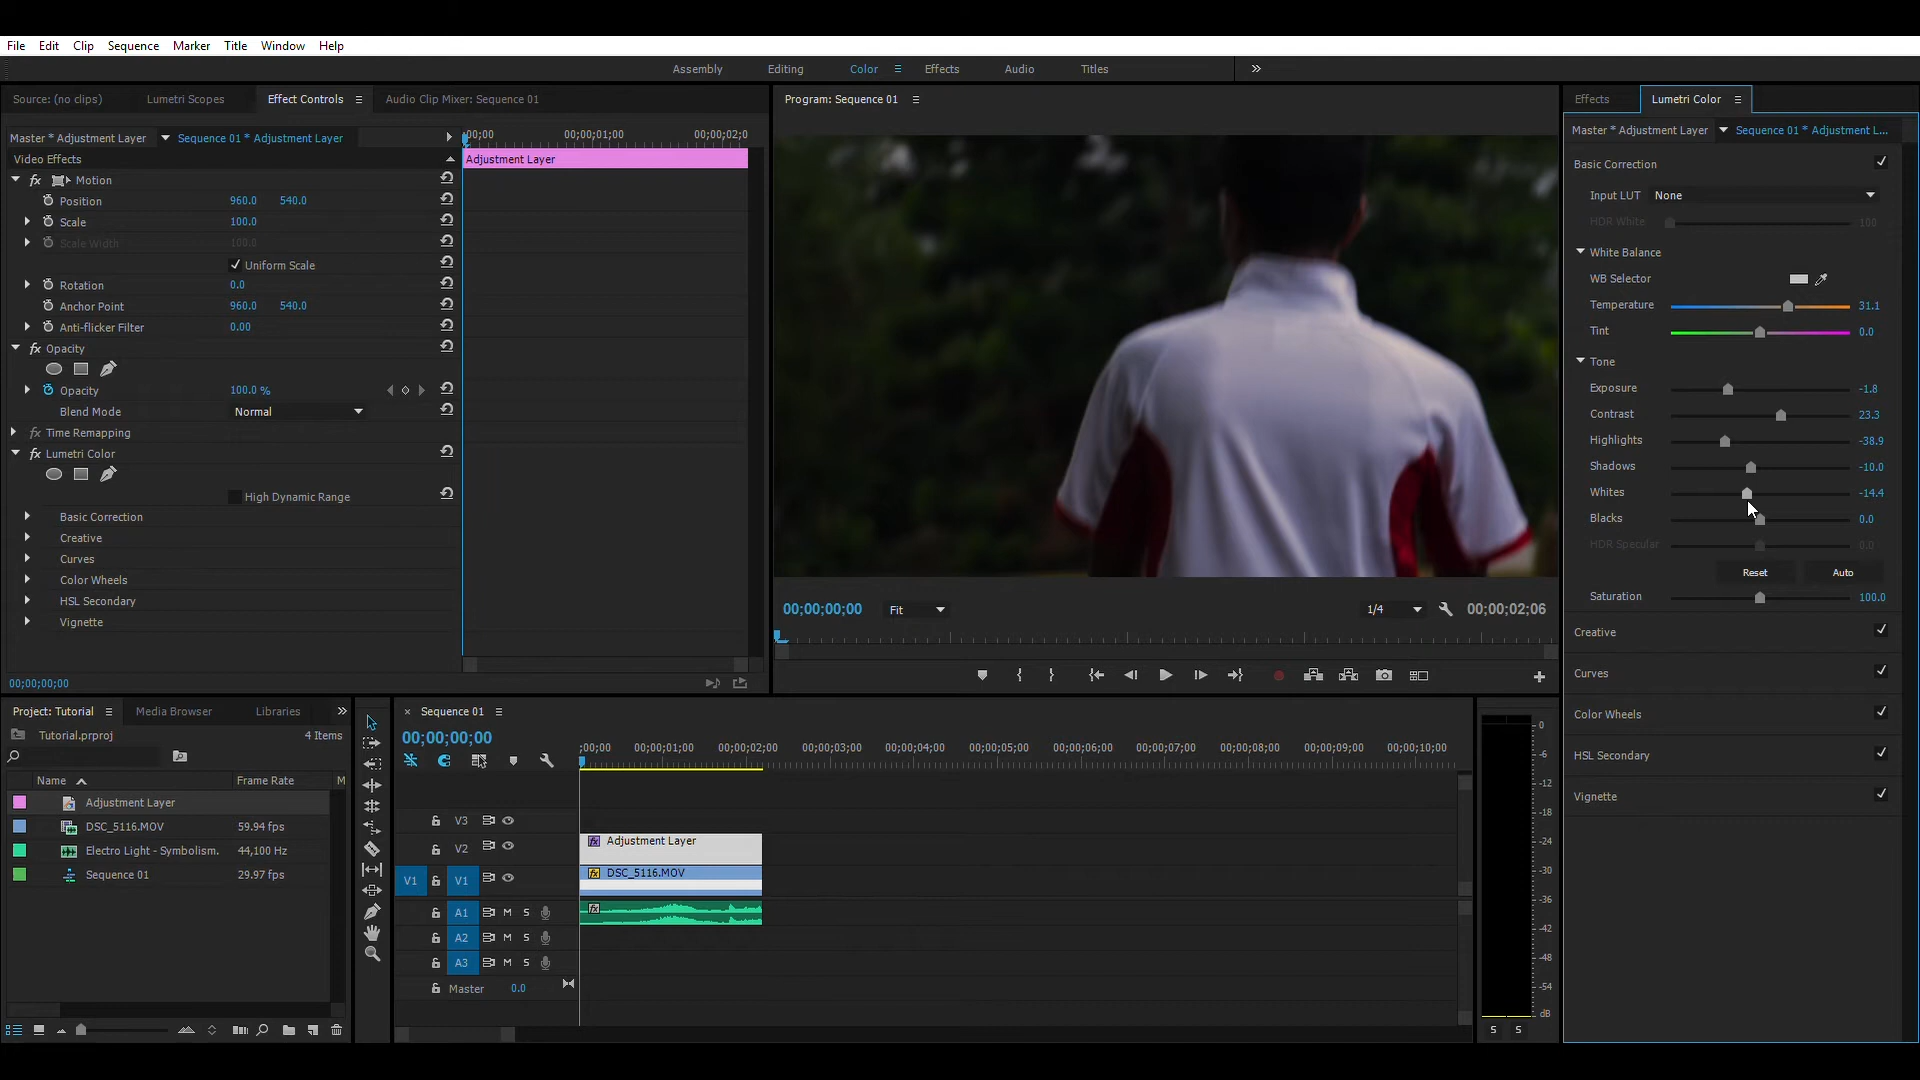 File Edit Clip Sequence Marker Title Window Help
Assembly Editing Color Effects Audio Titles
Source: (no clips) Lumetri Scopes Effect Controls Audio Clip Mixer: Sequence 01
Master * Adjustment Layer Sequence 01 * Adjustment Layer
:00;00 00;00;01;00 00;00;02;0
Video Effects
Adjustment Layer
fx Motion
Position 960.0 540.0
Scale 100.0
Scale Width 100.0
Uniform Scale
Rotation 0.0
Anchor Point 960.0 540.0
Anti-flicker Filter 0.00
fx Opacity
Opacity 100.0 %
Blend Mode Normal
fx Time Remapping
fx Lumetri Color
High Dynamic Range
Basic Correction
Creative
Curves
Color Wheels
HSL Secondary
Vignette
00;00;00;00
Program: Sequence 01
00;00;00;00 Fit 1/4 00;00;02;06
Effects Lumetri Color
Master * Adjustment Layer Sequence 01 * Adjustment L...
Basic Correction
Input LUT None
HDR White 100
White Balance
WB Selector
Temperature 31.1
Tint 0.0
Tone
Exposure -1.8
Contrast 23.3
Highlights -38.9
Shadows -10.0
Whites -14.4
Blacks 0.0
HDR Specular 0.0
Reset Auto
Saturation 100.0
Creative
Curves
Color Wheels
HSL Secondary
Vignette
Project: Tutorial Media Browser Libraries
Tutorial.prproj 4 Items
Name Frame Rate M
Adjustment Layer
DSC_5116.MOV 59.94 fps
Electro Light - Symbolism. 44,100 Hz
Sequence 01 29.97 fps
× Sequence 01
00;00;00;00
;00;00 00;00;01;00 00;00;02;00 00;00;03;00 00;00;04;00 00;00;05;00 00;00;06;00 00;00;07;00 00;00;08;00 00;00;09;00 00;00;10;00
V3
V2 fx Adjustment Layer
V1 V1 fx DSC_5116.MOV
A1 M S fx
A2 M S
A3 M S
Master 0.0
0
-6
-12
-18
-24
-30
-36
-42
-48
-54
dB
S S